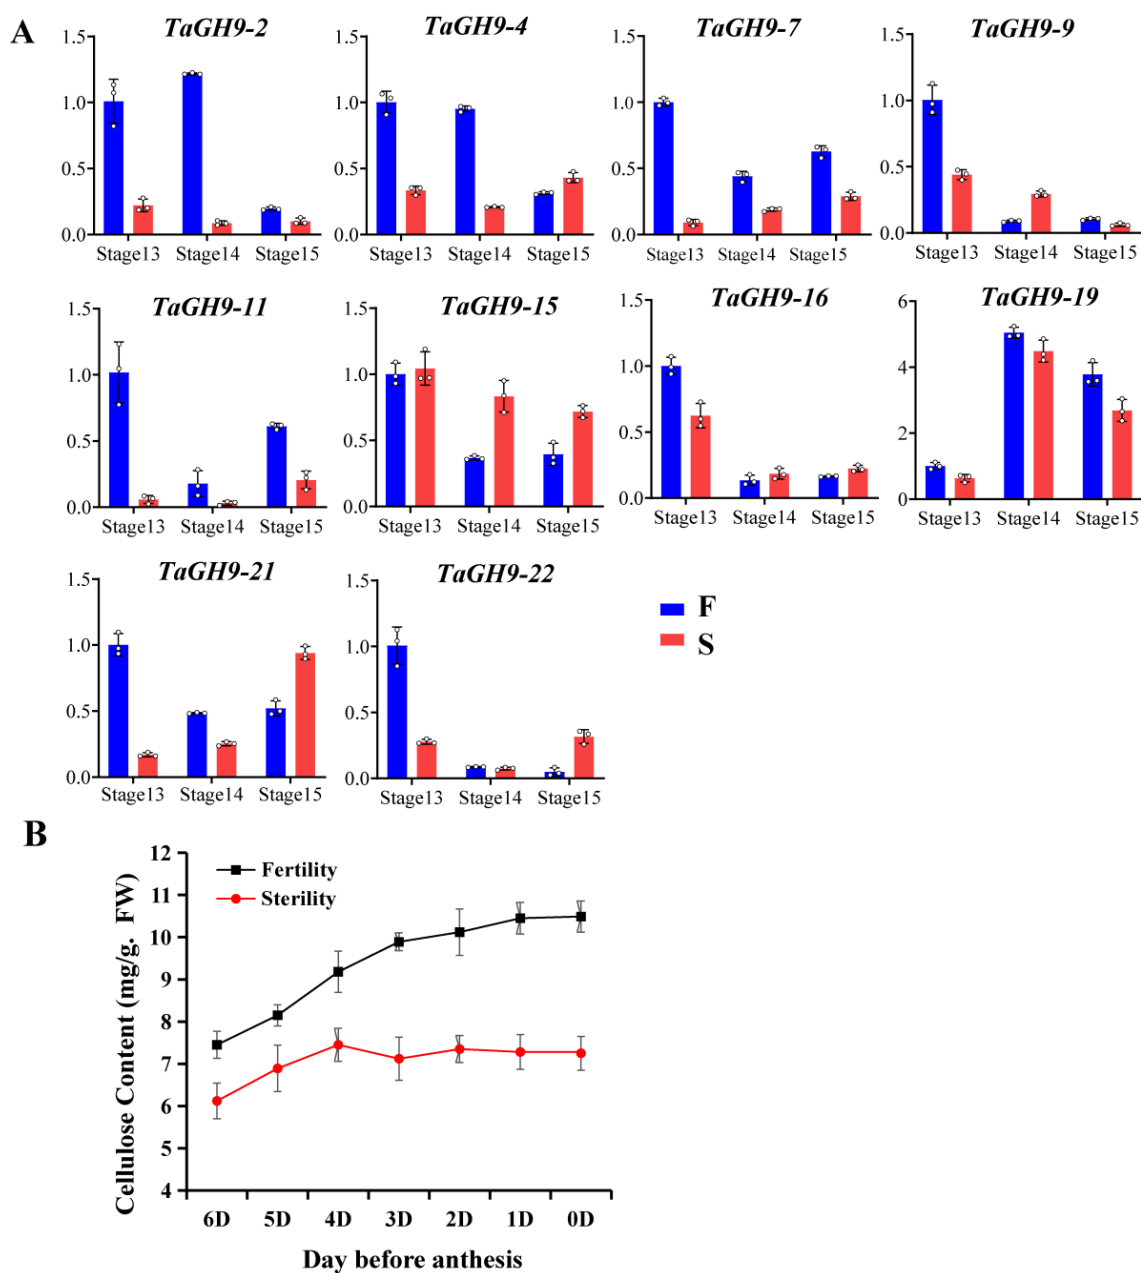 A
TaGH9-2 TaGH9-4 TaGH9-7 TaGH9-9
1.5 1.5 1.5 1.5
1.0 1.0 1.0 1.0
0.5 0.5 0.5 0.5
0.0 0.0 0.0 0.0
Stage13 Stage14 Stage15 Stage13 Stage14 Stage15 Stage13 Stage14 Stage15 Stage13 Stage14 Stage15
TaGH9-11 TaGH9-15 TaGH9-16 TaGH9-19
1.5 1.5 1.5 6
1.0 1.0 1.0 4
0.5 0.5 0.5 2
0.0 0.0 0.0 0
Stage13 Stage14 Stage15 Stage13 Stage14 Stage15 Stage13 Stage14 Stage15 Stage13 Stage14 Stage15
TaGH9-21 TaGH9-22
1.5 1.5
1.0 1.0
0.5 0.5
0.0 0.0
Stage13 Stage14 Stage15 Stage13 Stage14 Stage15
F
S
B
Cellulose Content (mg/g. FW)
12
11
10
9
8
7
6
5
4
Fertility
Sterility
6D 5D 4D 3D 2D 1D 0D
Day before anthesis